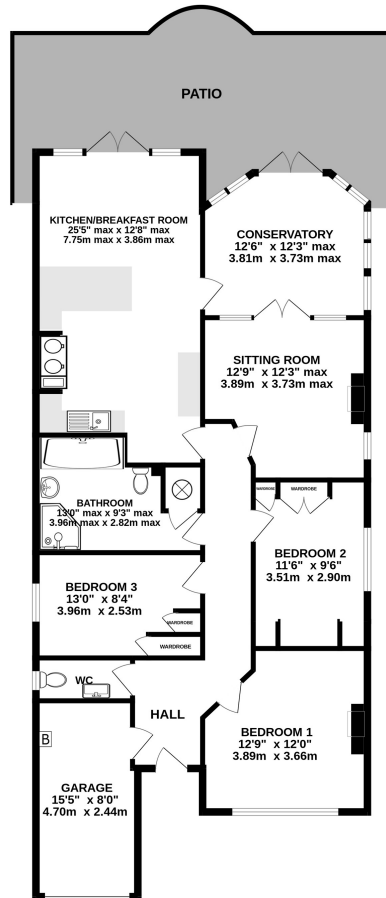 PATIO
KITCHEN/BREAKFAST ROOM
25'5" max x 12'8" max
7.75m max x 3.86m max
CONSERVATORY
12'6" x 12'3" max
3.81m x 3.73m max
SITTING ROOM
12'9" x 12'3" max
3.89m x 3.73m max
BATHROOM
13'0" max x 9'3" max
3.96m max x 2.82m max
WARDROBE
WARDROBE
BEDROOM 2
11'6" x 9'6"
3.51m x 2.90m
BEDROOM 3
13'0" x 8'4"
3.96m x 2.53m
WARDROBE
WARDROBE
WC
HALL
BEDROOM 1
12'9" x 12'0"
3.89m x 3.66m
B
GARAGE
15'5" x 8'0"
4.70m x 2.44m